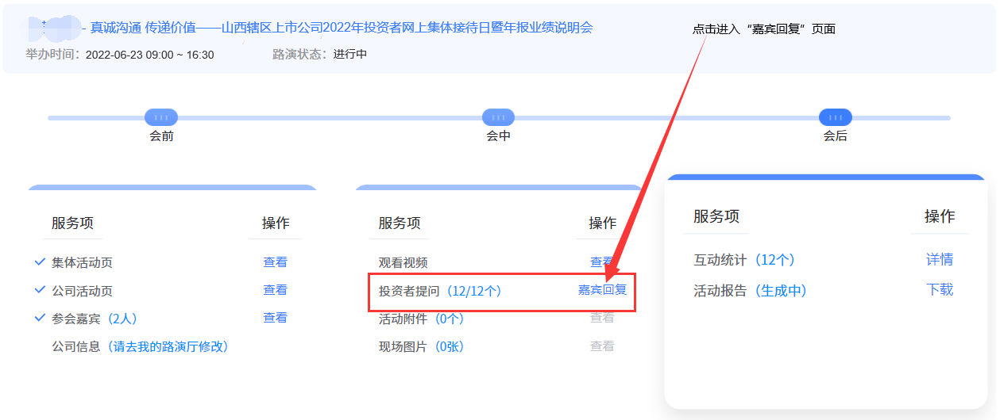 - 真诚沟通 传递价值——山西辖区上市公司2022年投资者网上集体接待日暨年报业绩说明会
点击进入“嘉宾回复”页面
举办时间：2022-06-23 09:00 ~ 16:30 路演状态：进行中
会前
会中
会后
服务项 操作
集体活动页 查看
公司活动页 查看
参会嘉宾（2人） 查看
公司信息（请去我的路演厅修改）
服务项 操作
观看视频 查看
投资者提问（12/12个） 嘉宾回复
活动附件（0个） 查看
现场图片（0张） 查看
服务项 操作
互动统计（12个） 详情
活动报告（生成中） 下载